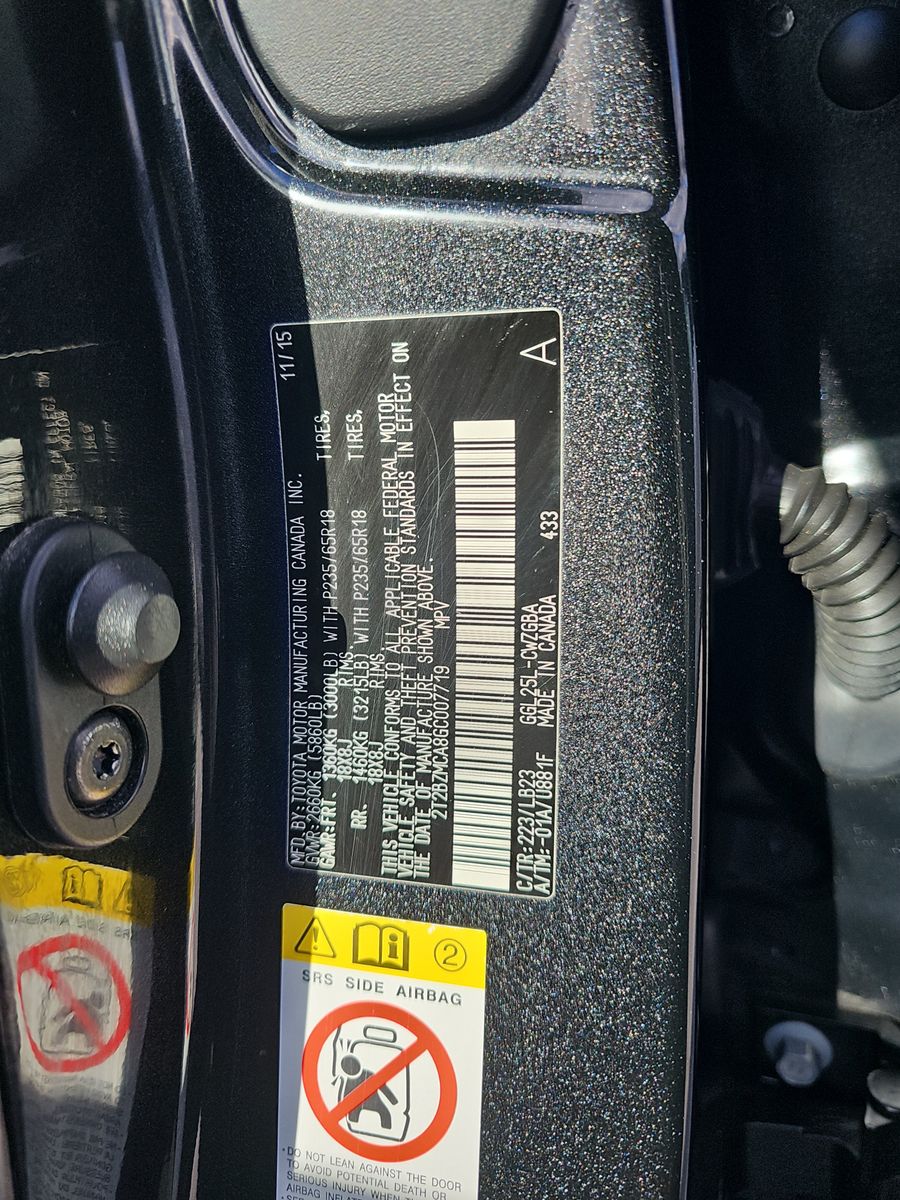 MFD. BY: TOYOTA MOTOR MANUFACTURING CANADA INC. 11/15
GVWR: 2660KG (5860LB)
GAWR: FRT. 1360KG (3000LB) WITH P235/65R18 TIRES,
18X8J RIMS
RR. 1460KG (3215LB) WITH P235/65R18 TIRES,
18X8J RIMS
THIS VEHICLE CONFORMS TO ALL APPLICABLE FEDERAL MOTOR
VEHICLE SAFETY AND THEFT PREVENTION STANDARDS IN EFFECT ON
THE DATE OF MANUFACTURE SHOWN ABOVE.
2T2BZMCA8GC007719 MPV
C/TR: 223/LB23 GGL25L-CWZGBA
A/TM: -01A/U881F MADE IN CANADA 433 A
2
SRS SIDE AIRBAG
•DO NOT LEAN AGAINST THE DOOR
TO AVOID POTENTIAL DEATH OR
SERIOUS INJURY WHEN
AIRBAG